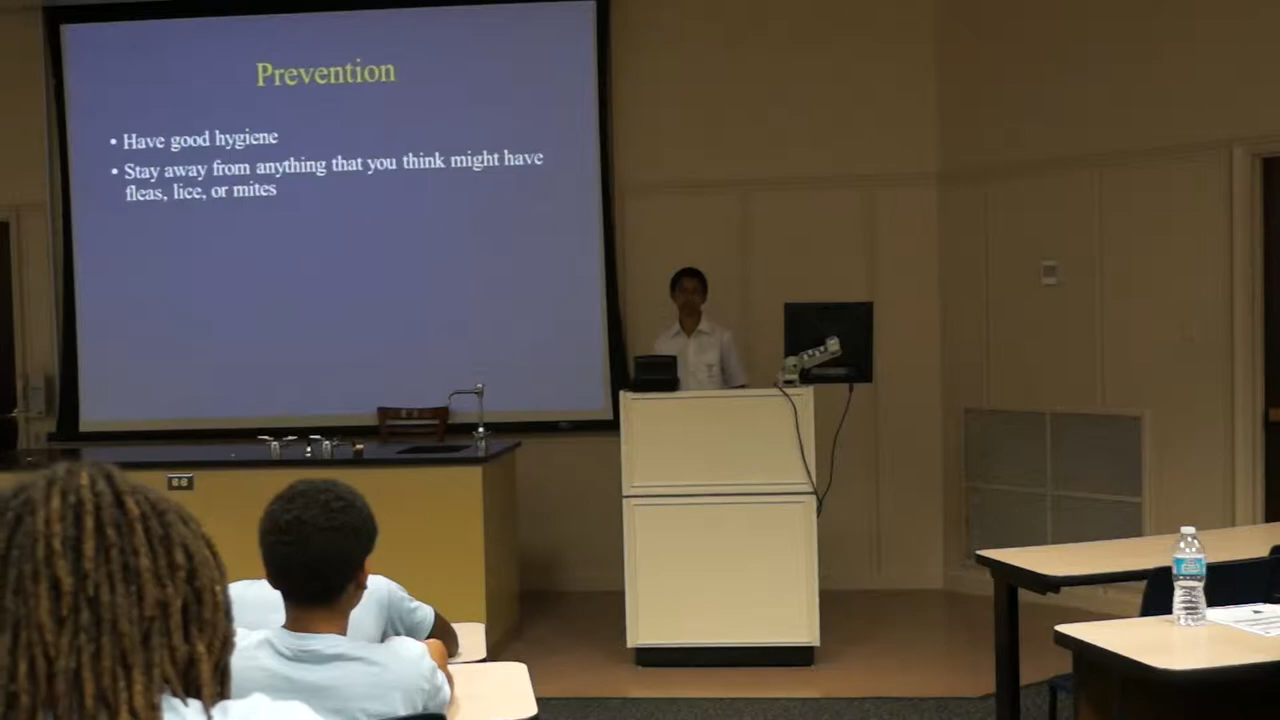 Prevention
• Have good hygiene
• Stay away from anything that you think might have
fleas, lice, or mites